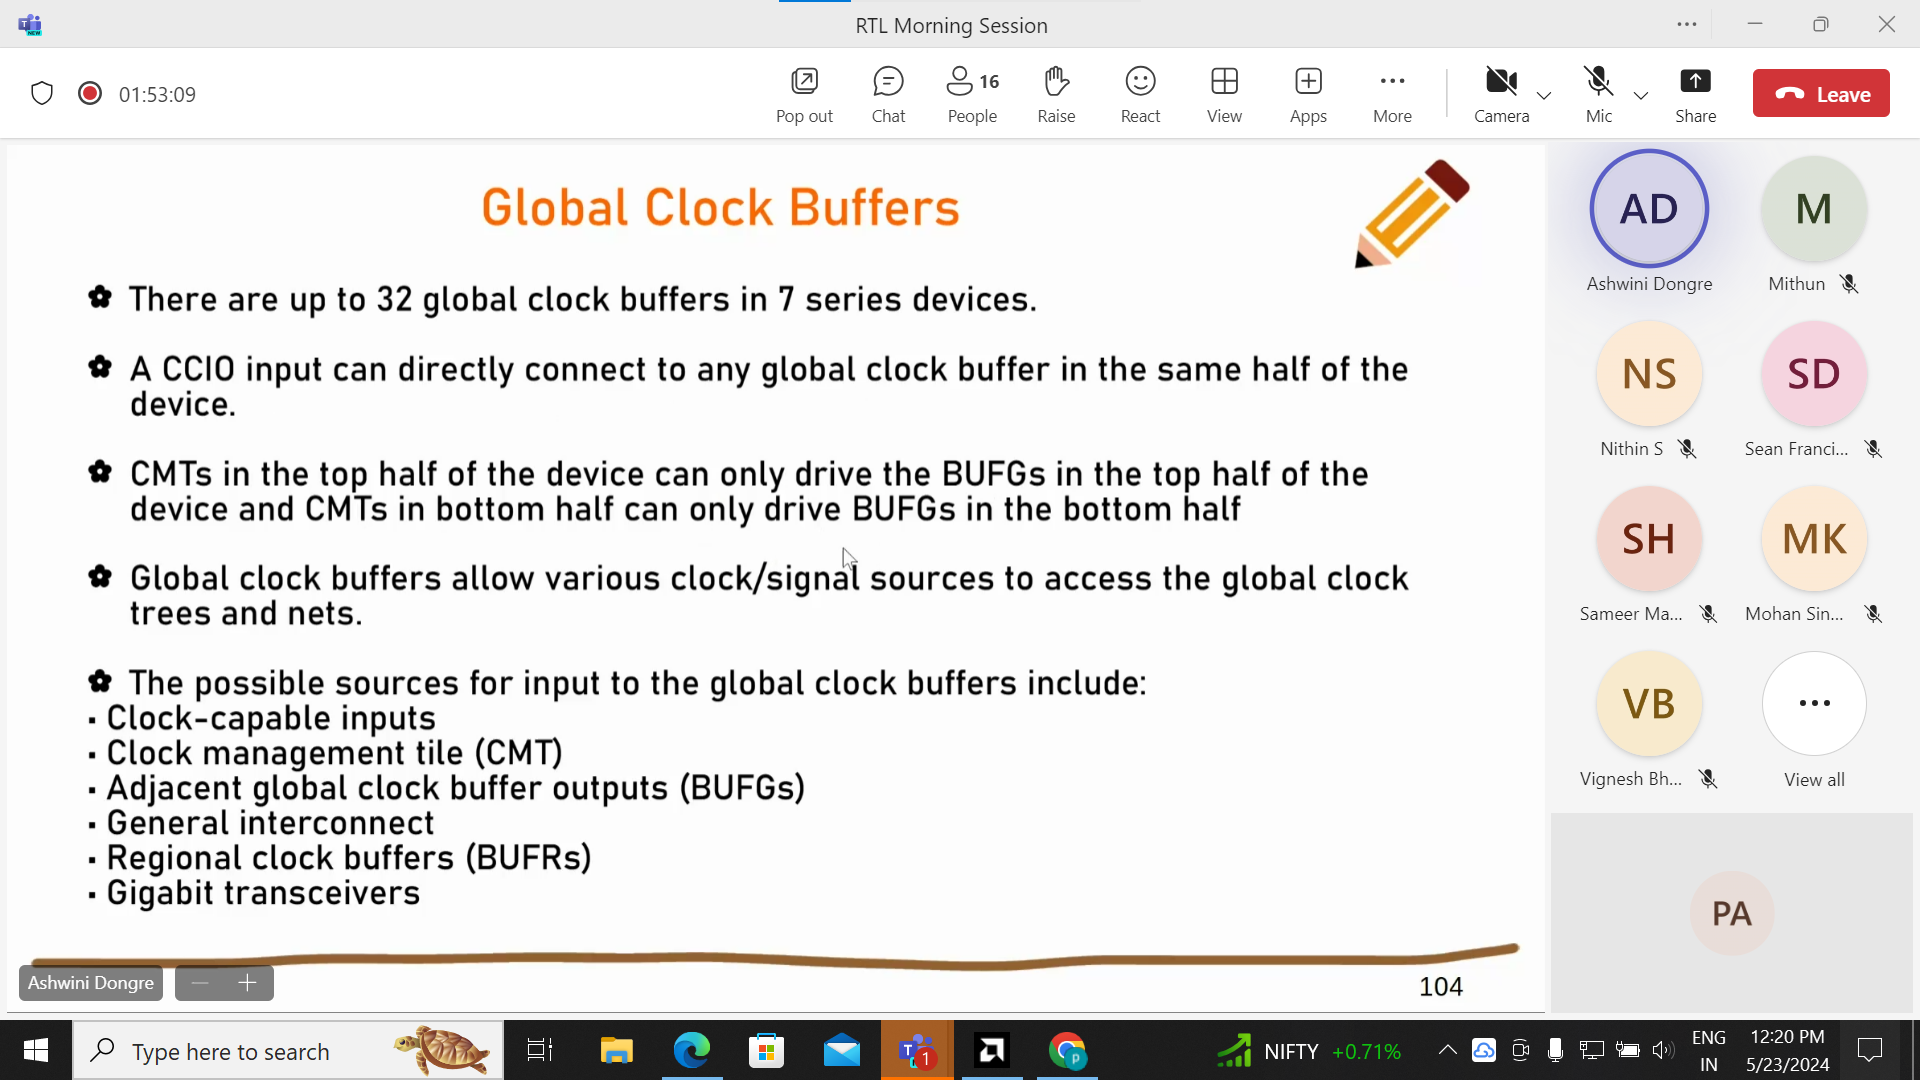 RTL Morning Session
01:53:09
Pop out
Chat
16
People
Raise
React
View
Apps
More
Camera
Mic
Share
Leave
Global Clock Buffers
There are up to 32 global clock buffers in 7 series devices.
A CCIO input can directly connect to any global clock buffer in the same half of the
device.
CMTs in the top half of the device can only drive the BUFGs in the top half of the
device and CMTs in bottom half can only drive BUFGs in the bottom half
Global clock buffers allow various clock/signal sources to access the global clock
trees and nets.
The possible sources for input to the global clock buffers include:
▪ Clock-capable inputs
▪ Clock management tile (CMT)
▪ Adjacent global clock buffer outputs (BUFGs)
▪ General interconnect
▪ Regional clock buffers (BUFRs)
▪ Gigabit transceivers
104
Ashwini Dongre
AD
Ashwini Dongre
M
Mithun
NS
Nithin S
SD
Sean Franci...
SH
Sameer Ma...
MK
Mohan Sin...
VB
Vignesh Bh...
View all
PA
Type here to search
1
NIFTY +0.71%
ENG
IN
12:20 PM
5/23/2024